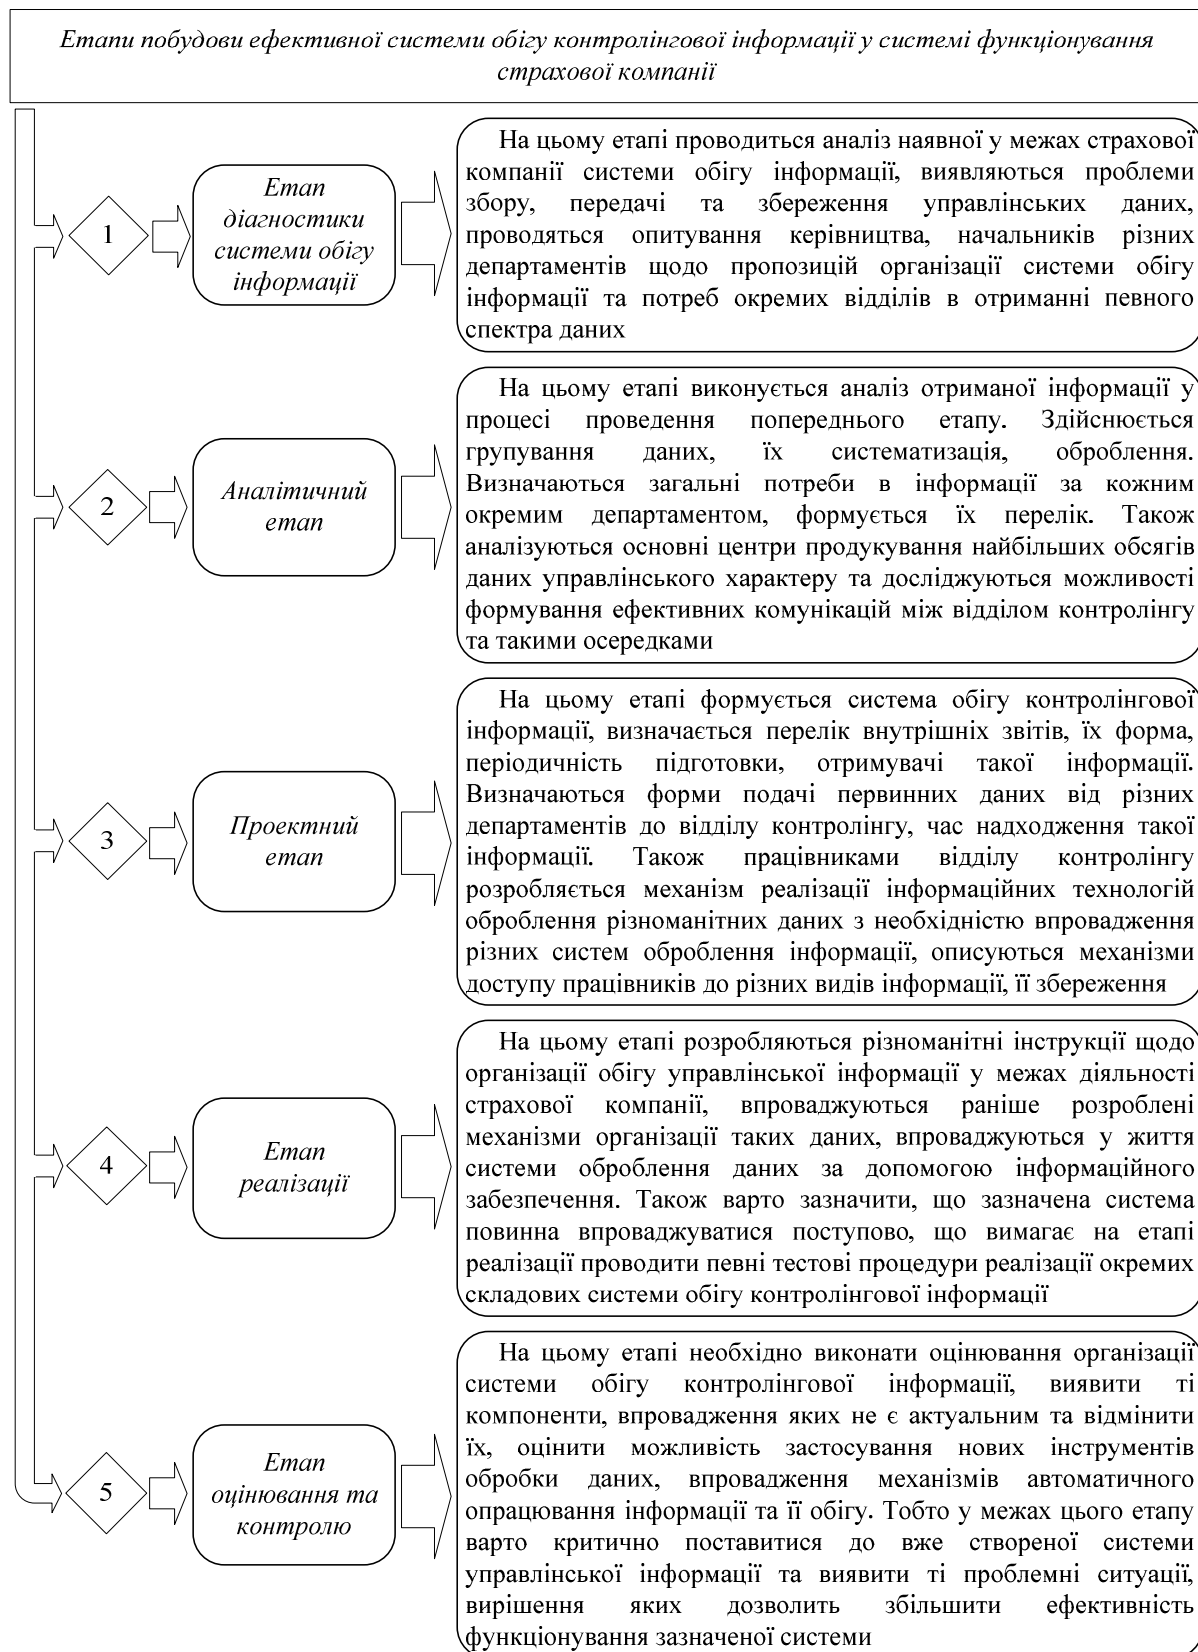 Етапи побудови ефективної системи обігу контролінгової інформації у системі функціонування
страхової компанії
1
Етап
діагностики
системи обігу
інформації
На цьому етапі проводиться аналіз наявної у межах страхової
компанії системи обігу інформації, виявляються проблеми
збору, передачі та збереження управлінських даних,
проводяться опитування керівництва, начальників різних
департаментів щодо пропозицій організації системи обігу
інформації та потреб окремих відділів в отриманні певного
спектра даних
2
Аналітичний
етап
На цьому етапі виконується аналіз отриманої інформації у
процесі проведення попереднього етапу. Здійснюється
групування даних, їх систематизація, оброблення.
Визначаються загальні потреби в інформації за кожним
окремим департаментом, формується їх перелік. Також
аналізуються основні центри продукування найбільших обсягів
даних управлінського характеру та досліджуються можливості
формування ефективних комунікацій між відділом контролінгу
та такими осередками
3
Проектний
етап
На цьому етапі формується система обігу контролінгової
інформації, визначається перелік внутрішніх звітів, їх форма,
періодичність підготовки, отримувачі такої інформації.
Визначаються форми подачі первинних даних від різних
департаментів до відділу контролінгу, час надходження такої
інформації. Також працівниками відділу контролінгу
розробляється механізм реалізації інформаційних технологій
оброблення різноманітних даних з необхідністю впровадження
різних систем оброблення інформації, описуються механізми
доступу працівників до різних видів інформації, її збереження
4
Етап
реалізації
На цьому етапі розробляються різноманітні інструкції щодо
організації обігу управлінської інформації у межах діяльності
страхової компанії, впроваджуються раніше розроблені
механізми організації таких даних, впроваджуються у життя
системи оброблення даних за допомогою інформаційного
забезпечення. Також варто зазначити, що зазначена система
повинна впроваджуватися поступово, що вимагає на етапі
реалізації проводити певні тестові процедури реалізації окремих
складових системи обігу контролінгової інформації
5
Етап
оцінювання та
контролю
На цьому етапі необхідно виконати оцінювання організації
системи обігу контролінгової інформації, виявити ті
компоненти, впровадження яких не є актуальним та відмінити
їх, оцінити можливість застосування нових інструментів
обробки даних, впровадження механізмів автоматичного
опрацювання інформації та її обігу. Тобто у межах цього етапу
варто критично поставитися до вже створеної системи
управлінської інформації та виявити ті проблемні ситуації,
вирішення яких дозволить збільшити ефективність
функціонування зазначеної системи